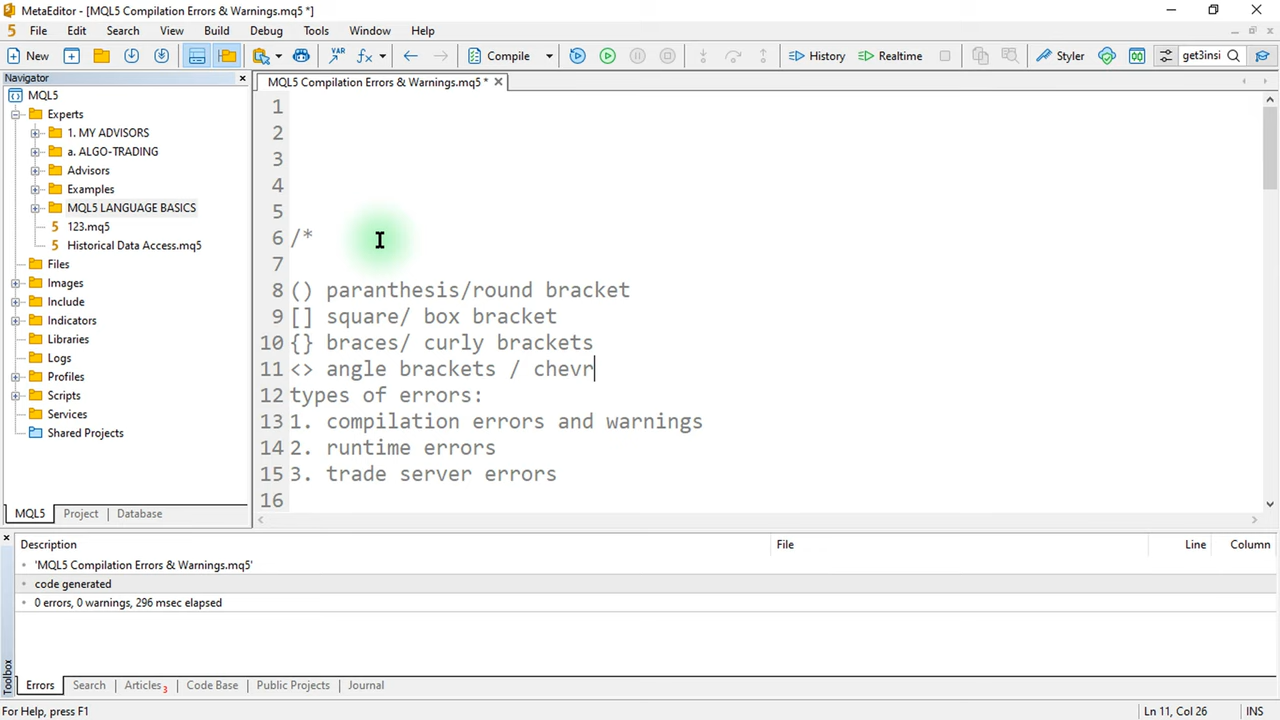 MetaEditor - [MQL5 Compilation Errors & Warnings.mq5 *]
5 File Edit Search View Build Debug Tools Window Help
New Compile History Realtime Styler get3insi
Navigator
MQL5 Compilation Errors & Warnings.mq5 *
MQL5
Experts
1. MY ADVISORS
a. ALGO-TRADING
Advisors
Examples
MQL5 LANGUAGE BASICS
5 123.mq5
5 Historical Data Access.mq5
Files
Images
Include
Indicators
Libraries
Logs
Profiles
Scripts
Services
Shared Projects
MQL5 Project Database
1
2
3
4
5
6 /*
7
8 () paranthesis/round bracket
9 [] square/ box bracket
10 {} braces/ curly brackets
11 <> angle brackets / chevr
12 types of errors:
13 1. compilation errors and warnings
14 2. runtime errors
15 3. trade server errors
16
Description File Line Column
'MQL5 Compilation Errors & Warnings.mq5'
code generated
0 errors, 0 warnings, 296 msec elapsed
Toolbox
Errors Search Articles 3 Code Base Public Projects Journal
For Help, press F1 Ln 11, Col 26 INS